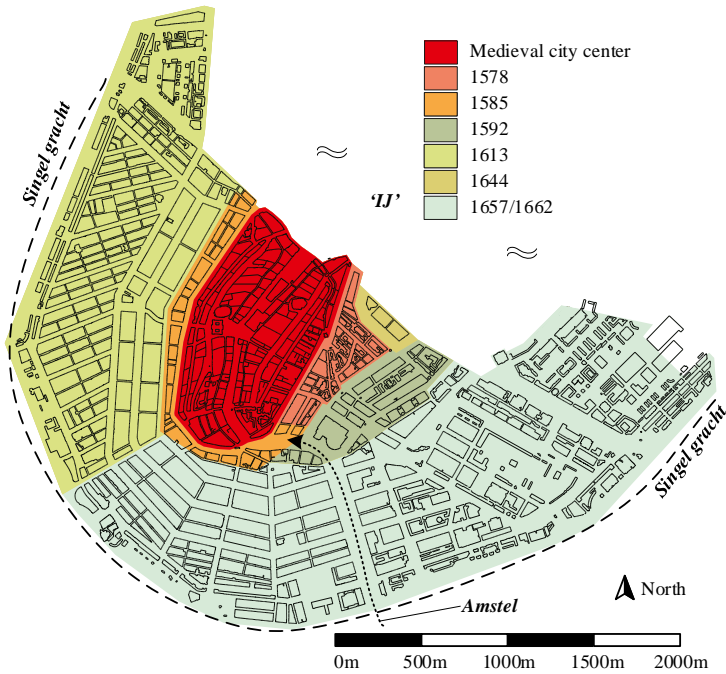 Medieval city center
1578
1585
1592
1613
1644
1657/1662
Singel gracht
'IJ'
Singel gracht
North
Amstel
0m 500m 1000m 1500m 2000m